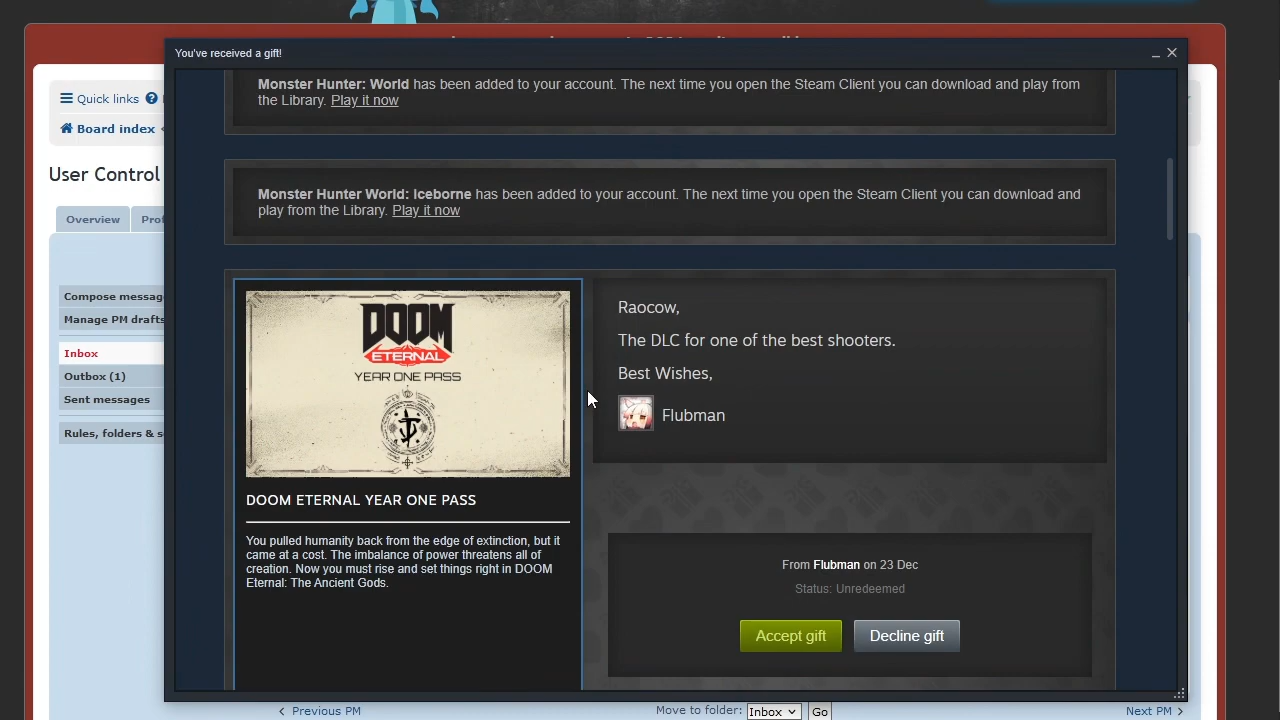 You've received a gift!
Monster Hunter: World has been added to your account. The next time you open the Steam Client you can download and play from
the Library. Play it now
Monster Hunter World: Iceborne has been added to your account. The next time you open the Steam Client you can download and
play from the Library. Play it now
DOOM
ETERNAL
YEAR ONE PASS
DOOM ETERNAL YEAR ONE PASS
You pulled humanity back from the edge of extinction, but it
came at a cost. The imbalance of power threatens all of
creation. Now you must rise and set things right in DOOM
Eternal: The Ancient Gods.
Raocow,
The DLC for one of the best shooters.
Best Wishes,
Flubman
From Flubman on 23 Dec
Status: Unredeemed
Accept gift
Decline gift
Quick links
Board index
User Control
Overview
Compose
Manage PM drafts
Inbox
Outbox (1)
Sent messages
Rules, folders &
Previous PM
Move to folder: Inbox Go
Next PM